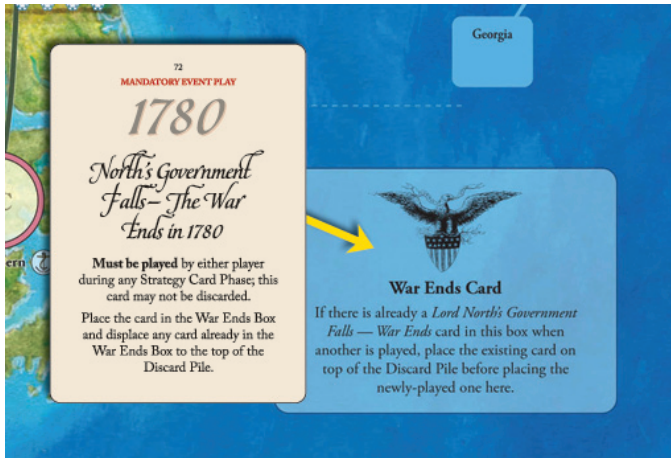 Georgia
72
MANDATORY EVENT PLAY
1780
North's Government
Falls – The War
Ends in 1780
Must be played by either player
during any Strategy Card Phase; this
card may not be discarded.
Place the card in the War Ends Box
and displace any card already in the
War Ends Box to the top of the
Discard Pile.
C
ern
War Ends Card
If there is already a Lord North's Government
Falls — War Ends card in this box when
another is played, place the existing card on
top of the Discard Pile before placing the
newly-played one here.